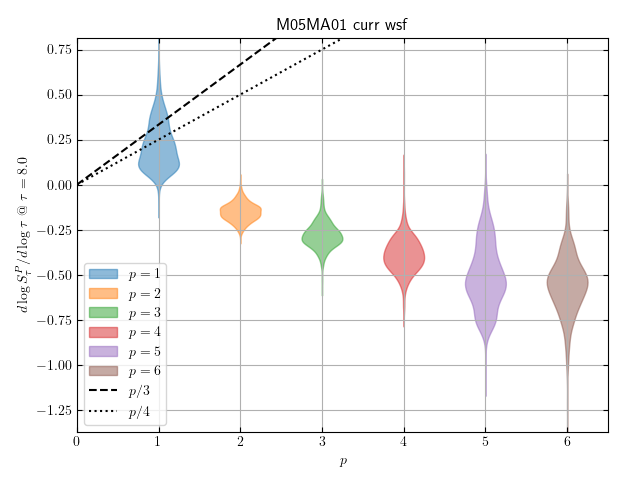 M05MA01 curr wsf
d log S_τ^P / d log τ @ τ = 8.0
0.75
0.50
0.25
0.00
−0.25
−0.50
−0.75
−1.00
−1.25
p = 1
p = 2
p = 3
p = 4
p = 5
p = 6
p/3
p/4
0 1 2 3 4 5 6
p